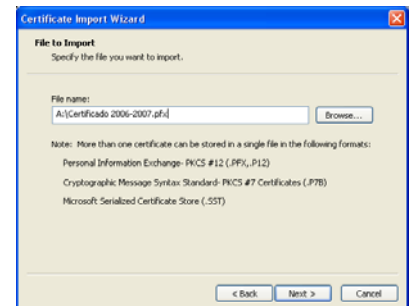 Certificate Import Wizard
File to Import
Specify the file you want to import.
File name:
A:\Certificado 2006-2007.pfx
Browse...
Note: More than one certificate can be stored in a single file in the following formats:
Personal Information Exchange- PKCS #12 (.PFX,.P12)
Cryptographic Message Syntax Standard- PKCS #7 Certificates (.P7B)
Microsoft Serialized Certificate Store (.SST)
< Back Next > Cancel